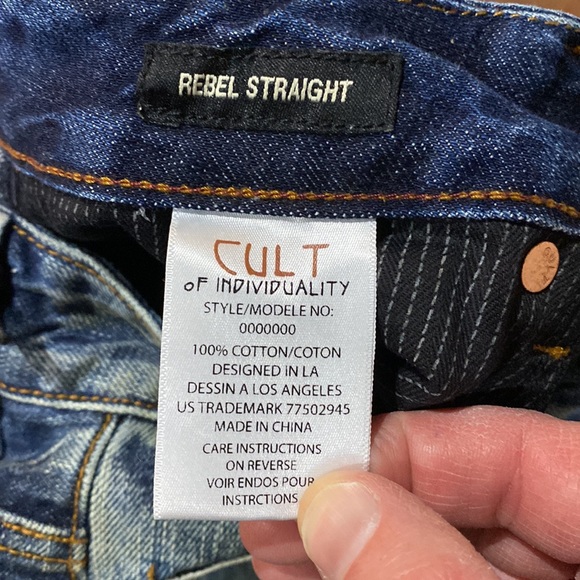 REBEL STRAIGHT
CULT
OF INDIVIDUALITY
STYLE/MODELE NO:
0000000
100% COTTON/COTON
DESIGNED IN LA
DESSIN A LOS ANGELES
US TRADEMARK 77502945
MADE IN CHINA
CARE INSTRUCTIONS
ON REVERSE
VOIR ENDOS POUR
INSTRCTIONS